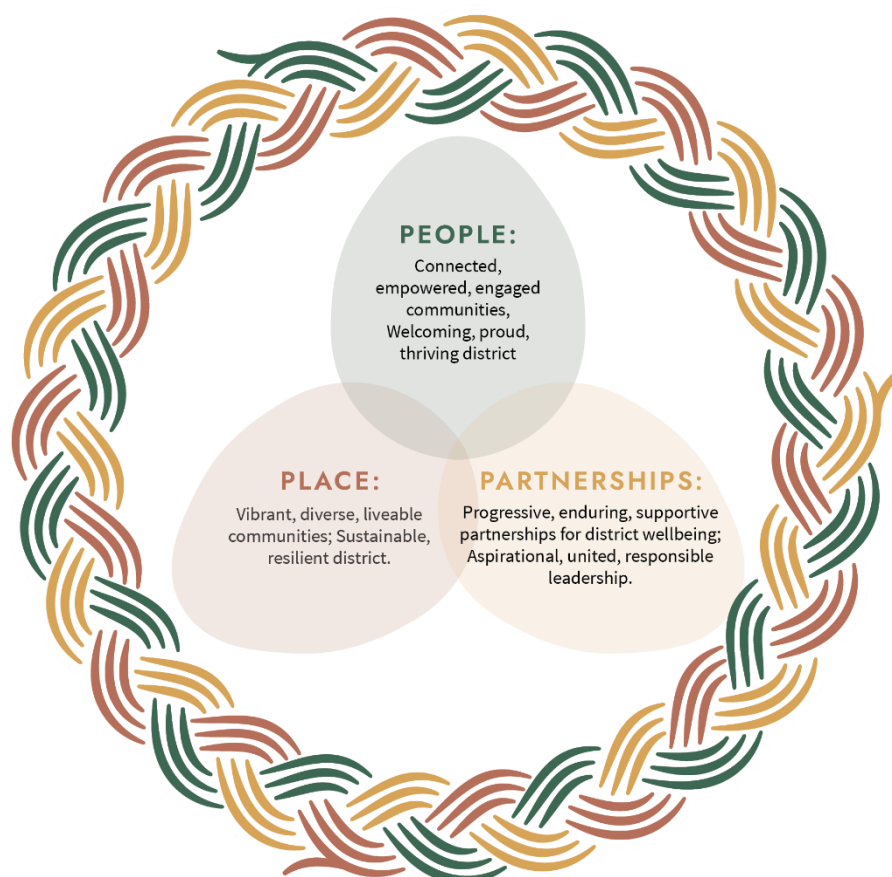 PEOPLE:
Connected,
empowered, engaged
communities,
Welcoming, proud,
thriving district
PLACE:
Vibrant, diverse, liveable
communities; Sustainable,
resilient district.
PARTNERSHIPS:
Progressive, enduring, supportive
partnerships for district wellbeing;
Aspirational, united, responsible
leadership.